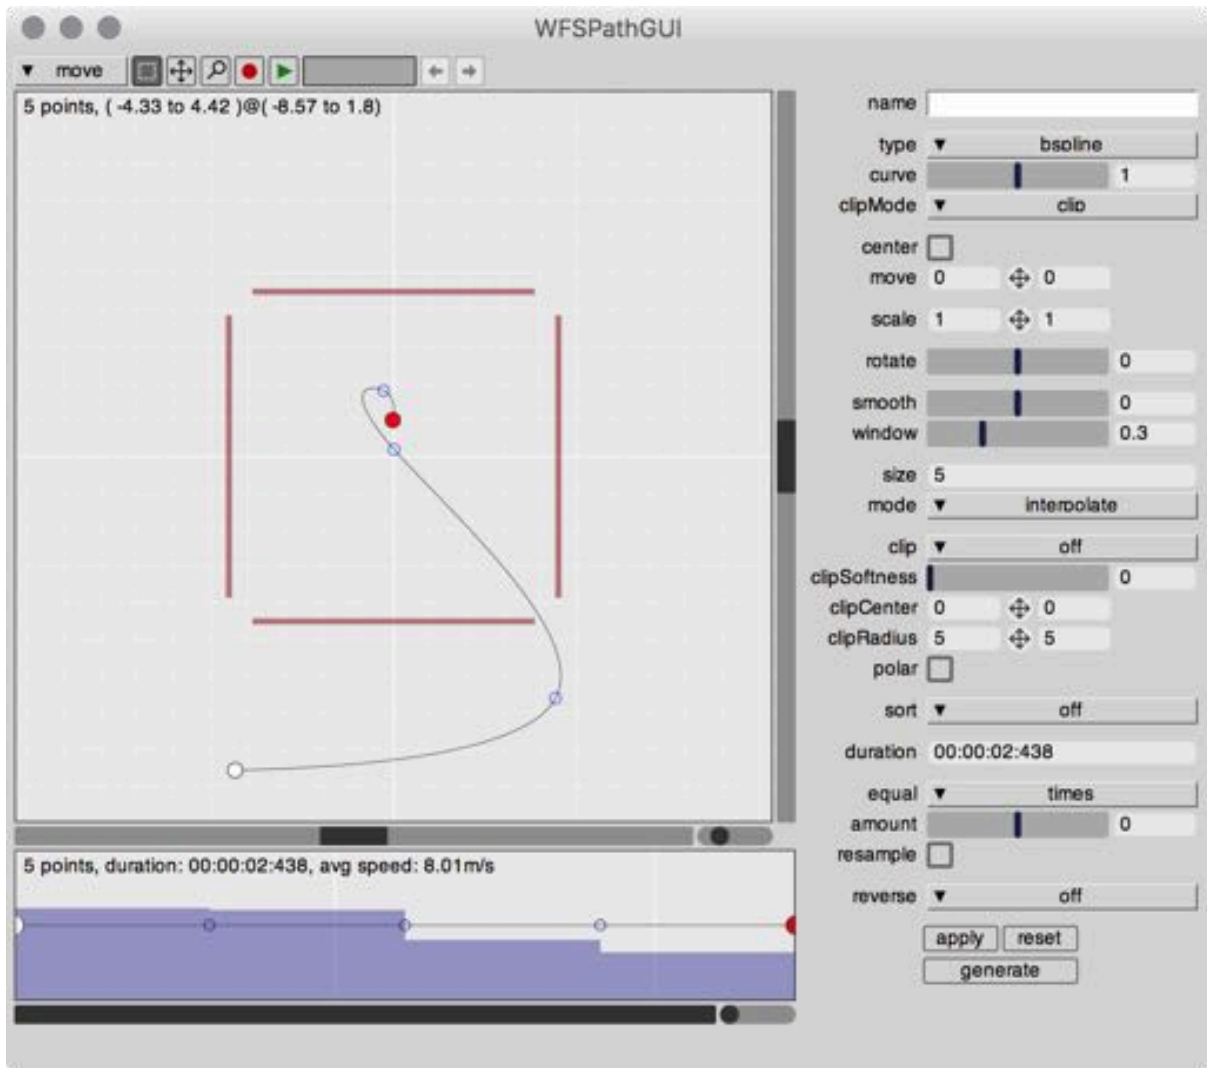 WFSPathGUI
move
5 points, ( -4.33 to 4.42 )@( -8.57 to 1.8)
name
type bspline
curve 1
clipMode clip
center
move 0 0
scale 1 1
rotate 0
smooth 0
window 0.3
size 5
mode interpolate
clip off
clipSoftness 0
clipCenter 0 0
clipRadius 5 5
polar
sort off
duration 00:00:02:438
equal times
amount 0
resample
reverse off
apply reset
generate
5 points, duration: 00:00:02:438, avg speed: 8.01m/s